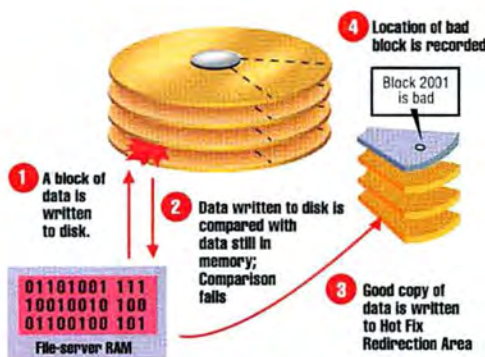 4 Location of bad
block is recorded
Block 2001
is bad
1 A block of
data is
written
to disk.
2 Data written to disk is
compared with
data still in
memory;
Comparison
fails
01101001 111
10010010 100
01100100 101
File-server RAM
3 Good copy of
data is written
to Hot Fix
Redirection Area